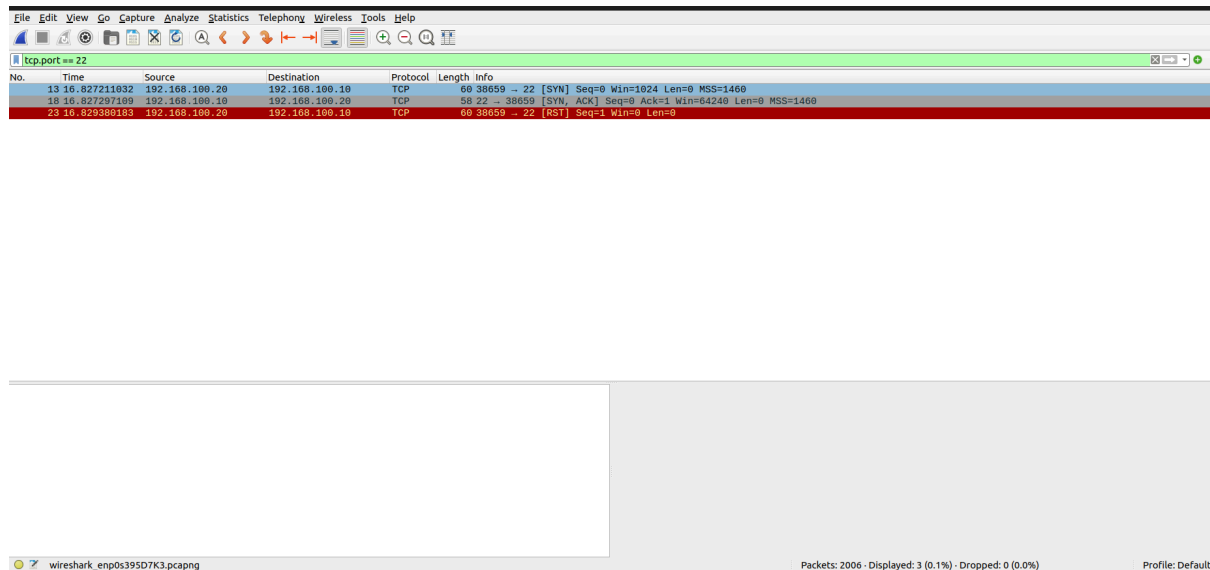 File Edit View Go Capture Analyze Statistics Telephony Wireless Tools Help
tcp.port == 22
No. Time Source Destination Protocol Length Info
13 16.827211032 192.168.100.20 192.168.100.10 TCP 60 38659 → 22 [SYN] Seq=0 Win=1024 Len=0 MSS=1460
18 16.827297109 192.168.100.10 192.168.100.20 TCP 58 22 → 38659 [SYN, ACK] Seq=0 Ack=1 Win=64240 Len=0 MSS=1460
23 16.829380183 192.168.100.20 192.168.100.10 TCP 60 38659 → 22 [RST] Seq=1 Win=0 Len=0
wireshark_enp0s395D7K3.pcapng Packets: 2006 · Displayed: 3 (0.1%) · Dropped: 0 (0.0%) Profile: Default